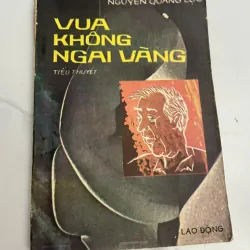 NGUYỄN QUANG LỘC
VUA
KHÔNG
NGAI VÀNG
TIỂU THUYẾT
LAO ĐỘNG